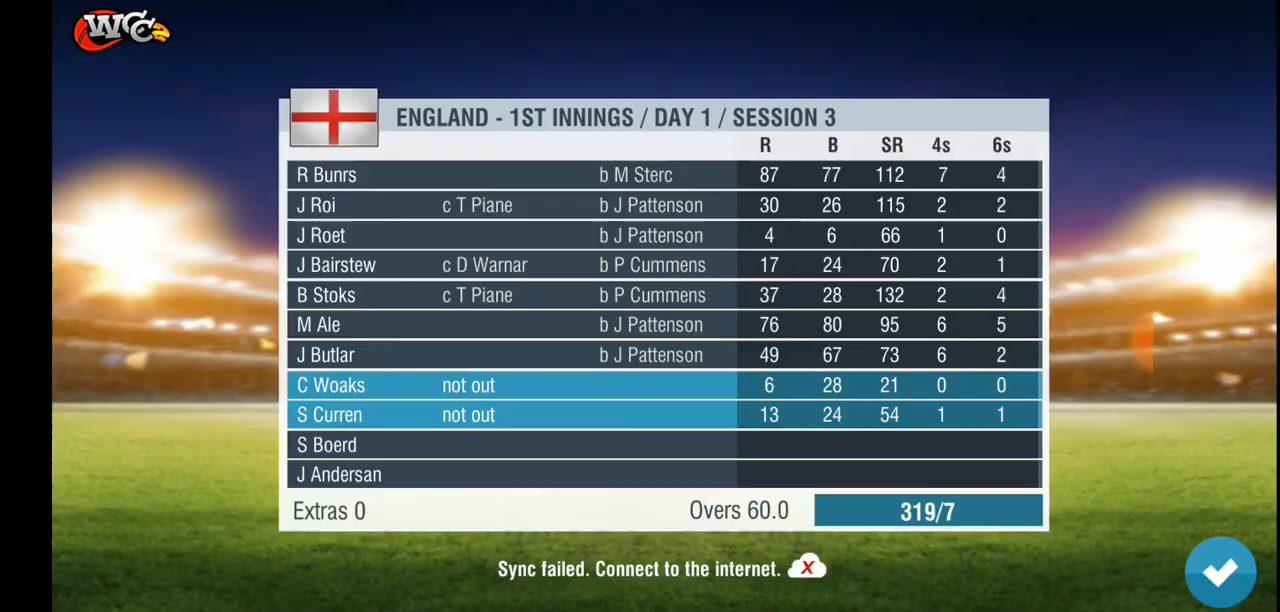 WCC
ENGLAND - 1ST INNINGS / DAY 1 / SESSION 3
R B SR 4s 6s
R Bunrs b M Sterc 87 77 112 7 4
J Roi c T Piane b J Pattenson 30 26 115 2 2
J Roet b J Pattenson 4 6 66 1 0
J Bairstew c D Warnar b P Cummens 17 24 70 2 1
B Stoks c T Piane b P Cummens 37 28 132 2 4
M Ale b J Pattenson 76 80 95 6 5
J Butlar b J Pattenson 49 67 73 6 2
C Woaks not out 6 28 21 0 0
S Curren not out 13 24 54 1 1
S Boerd
J Andersan
Extras 0 Overs 60.0 319/7
Sync failed. Connect to the internet. X